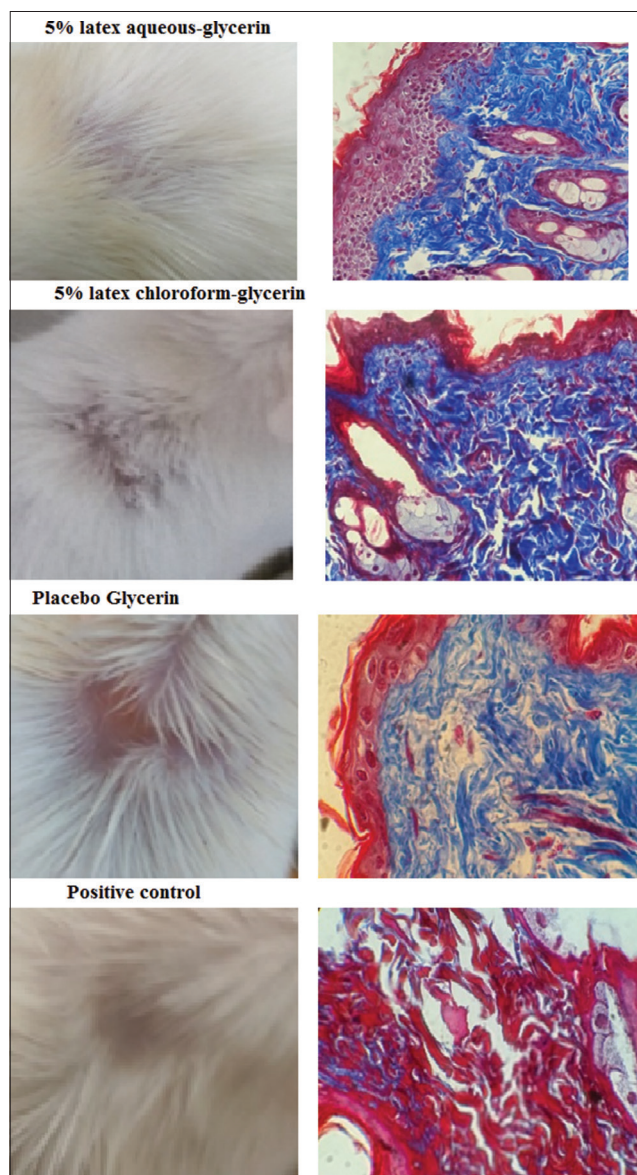 5% latex aqueous-glycerin
5% latex chloroform-glycerin
Placebo Glycerin
Positive control